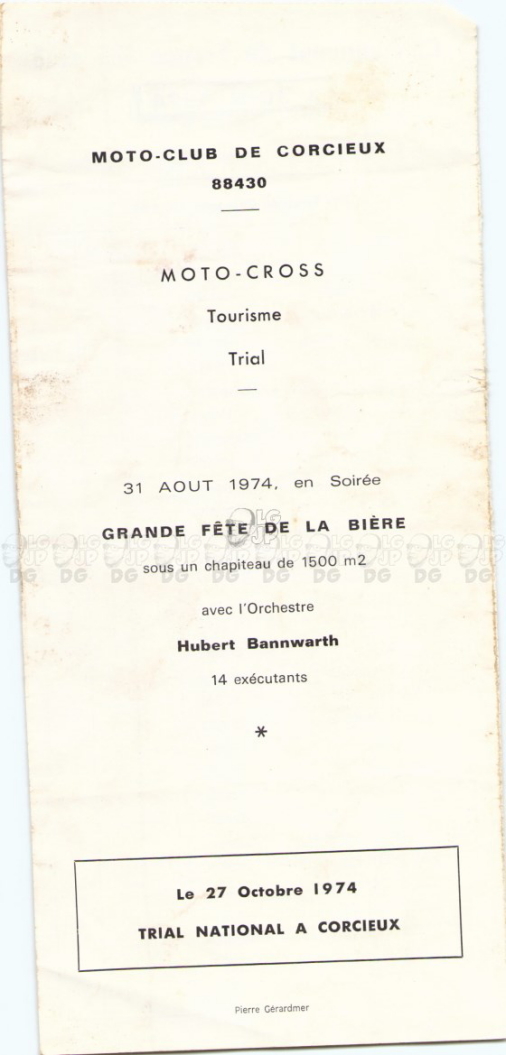 MOTO-CLUB DE CORCIEUX
88430
MOTO-CROSS
Tourisme
Trial
31 AOUT 1974, en Soirée
GRANDE FÊTE DE LA BIÈRE
sous un chapiteau de 1500 m2
avec l'Orchestre
Hubert Bannwarth
14 exécutants
*
Le 27 Octobre 1974
TRIAL NATIONAL A CORCIEUX
Pierre Gérardmer